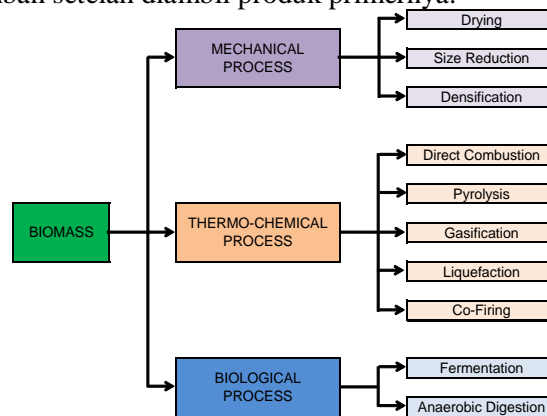 setelah diambil produk primernya.
Drying
MECHANICAL
PROCESS
Size Reduction
Densification
Direct Combustion
Pyrolysis
BIOMASS
THERMO-CHEMICAL
PROCESS
Gasification
Liquefaction
Co-Firing
Fermentation
BIOLOGICAL
PROCESS
Anaerobic Digestion